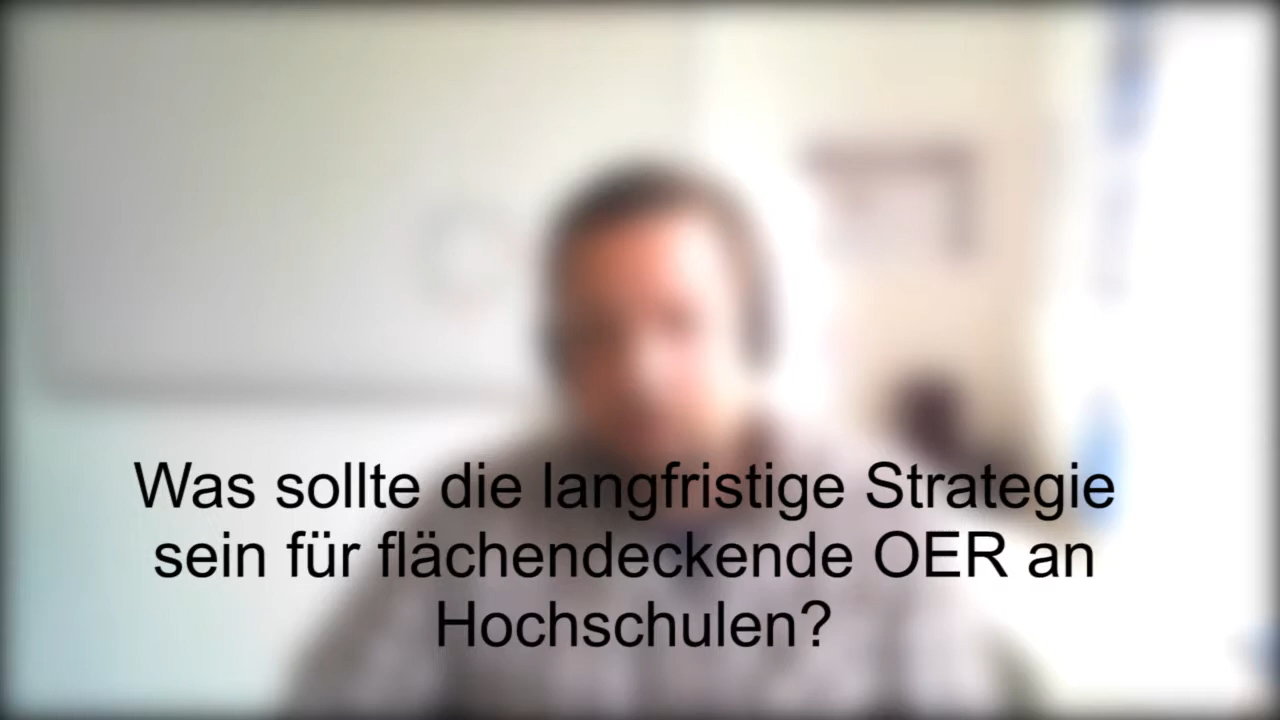 Was sollte die langfristige Strategie
sein für flächendeckende OER an
Hochschulen?